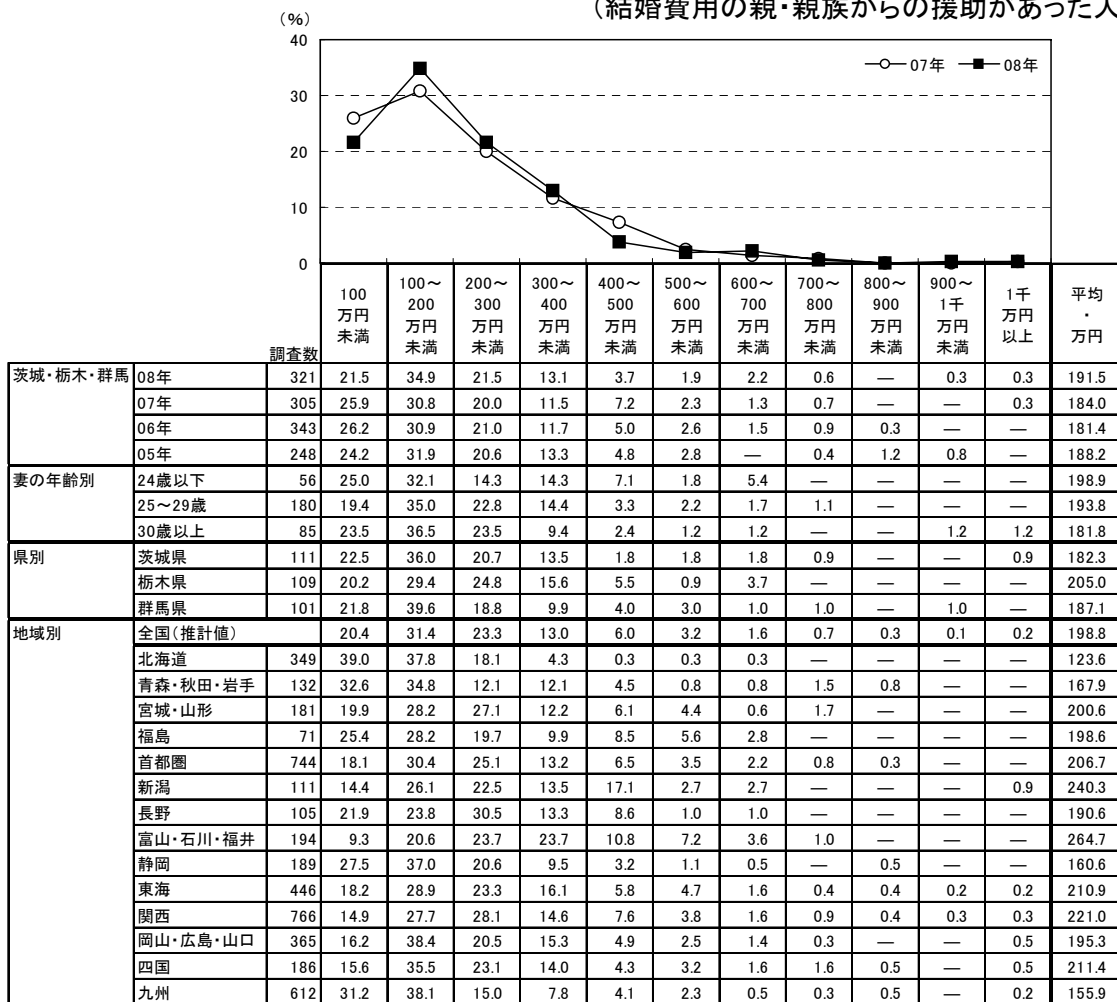 （結婚費用の親・親族からの援助があった人
（%）
40
30
20
10
0
07年 08年
調査数 100万円未満 100～200万円未満 200～300万円未満 300～400万円未満 400～500万円未満 500～600万円未満 600～700万円未満 700～800万円未満 800～900万円未満 900～1千万円未満 1千万円以上 平均・万円
茨城・栃木・群馬 08年 321 21.5 34.9 21.5 13.1 3.7 1.9 2.2 0.6 — 0.3 0.3 191.5
07年 305 25.9 30.8 20.0 11.5 7.2 2.3 1.3 0.7 — — 0.3 184.0
06年 343 26.2 30.9 21.0 11.7 5.0 2.6 1.5 0.9 0.3 — — 181.4
05年 248 24.2 31.9 20.6 13.3 4.8 2.8 — 0.4 1.2 0.8 — 188.2
妻の年齢別 24歳以下 56 25.0 32.1 14.3 14.3 7.1 1.8 5.4 — — — — 198.9
25～29歳 180 19.4 35.0 22.8 14.4 3.3 2.2 1.7 1.1 — — — 193.8
30歳以上 85 23.5 36.5 23.5 9.4 2.4 1.2 1.2 — — 1.2 1.2 181.8
県別 茨城県 111 22.5 36.0 20.7 13.5 1.8 1.8 1.8 0.9 — — 0.9 182.3
栃木県 109 20.2 29.4 24.8 15.6 5.5 0.9 3.7 — — — — 205.0
群馬県 101 21.8 39.6 18.8 9.9 4.0 3.0 1.0 1.0 — 1.0 — 187.1
地域別 全国（推計値） 20.4 31.4 23.3 13.0 6.0 3.2 1.6 0.7 0.3 0.1 0.2 198.8
北海道 349 39.0 37.8 18.1 4.3 0.3 0.3 0.3 — — — — 123.6
青森・秋田・岩手 132 32.6 34.8 12.1 12.1 4.5 0.8 0.8 1.5 0.8 — — 167.9
宮城・山形 181 19.9 28.2 27.1 12.2 6.1 4.4 0.6 1.7 — — — 200.6
福島 71 25.4 28.2 19.7 9.9 8.5 5.6 2.8 — — — — 198.6
首都圏 744 18.1 30.4 25.1 13.2 6.5 3.5 2.2 0.8 0.3 — — 206.7
新潟 111 14.4 26.1 22.5 13.5 17.1 2.7 2.7 — — — 0.9 240.3
長野 105 21.9 23.8 30.5 13.3 8.6 1.0 1.0 — — — — 190.6
富山・石川・福井 194 9.3 20.6 23.7 23.7 10.8 7.2 3.6 1.0 — — — 264.7
静岡 189 27.5 37.0 20.6 9.5 3.2 1.1 0.5 — 0.5 — — 160.6
東海 446 18.2 28.9 23.3 16.1 5.8 4.7 1.6 0.4 0.4 0.2 0.2 210.9
関西 766 14.9 27.7 28.1 14.6 7.6 3.8 1.6 0.9 0.4 0.3 0.3 221.0
岡山・広島・山口 365 16.2 38.4 20.5 15.3 4.9 2.5 1.4 0.3 — — 0.5 195.3
四国 186 15.6 35.5 23.1 14.0 4.3 3.2 1.6 1.6 0.5 — 0.5 211.4
九州 612 31.2 38.1 15.0 7.8 4.1 2.3 0.5 0.3 0.5 — 0.2 155.9